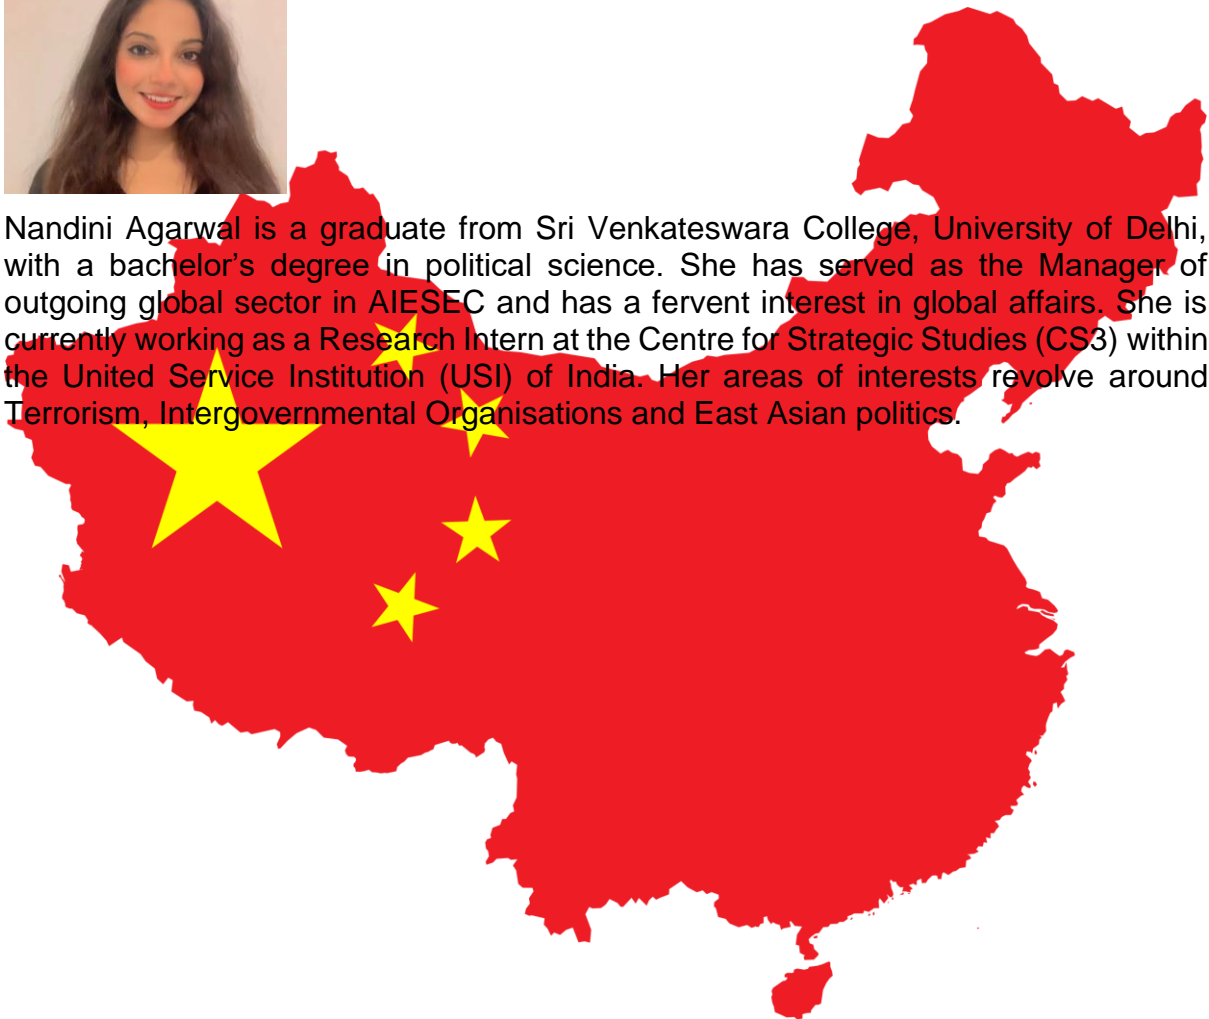 Nandini Agarwal is a graduate from Sri Venkateswara College, University of Delhi,
with a bachelor’s degree in political science. She has served as the Manager of
outgoing global sector in AIESEC and has a fervent interest in global affairs. She is
currently working as a Research Intern at the Centre for Strategic Studies (CS3) within
the United Service Institution (USI) of India. Her areas of interests revolve around
Terrorism, Intergovernmental Organisations and East Asian politics.